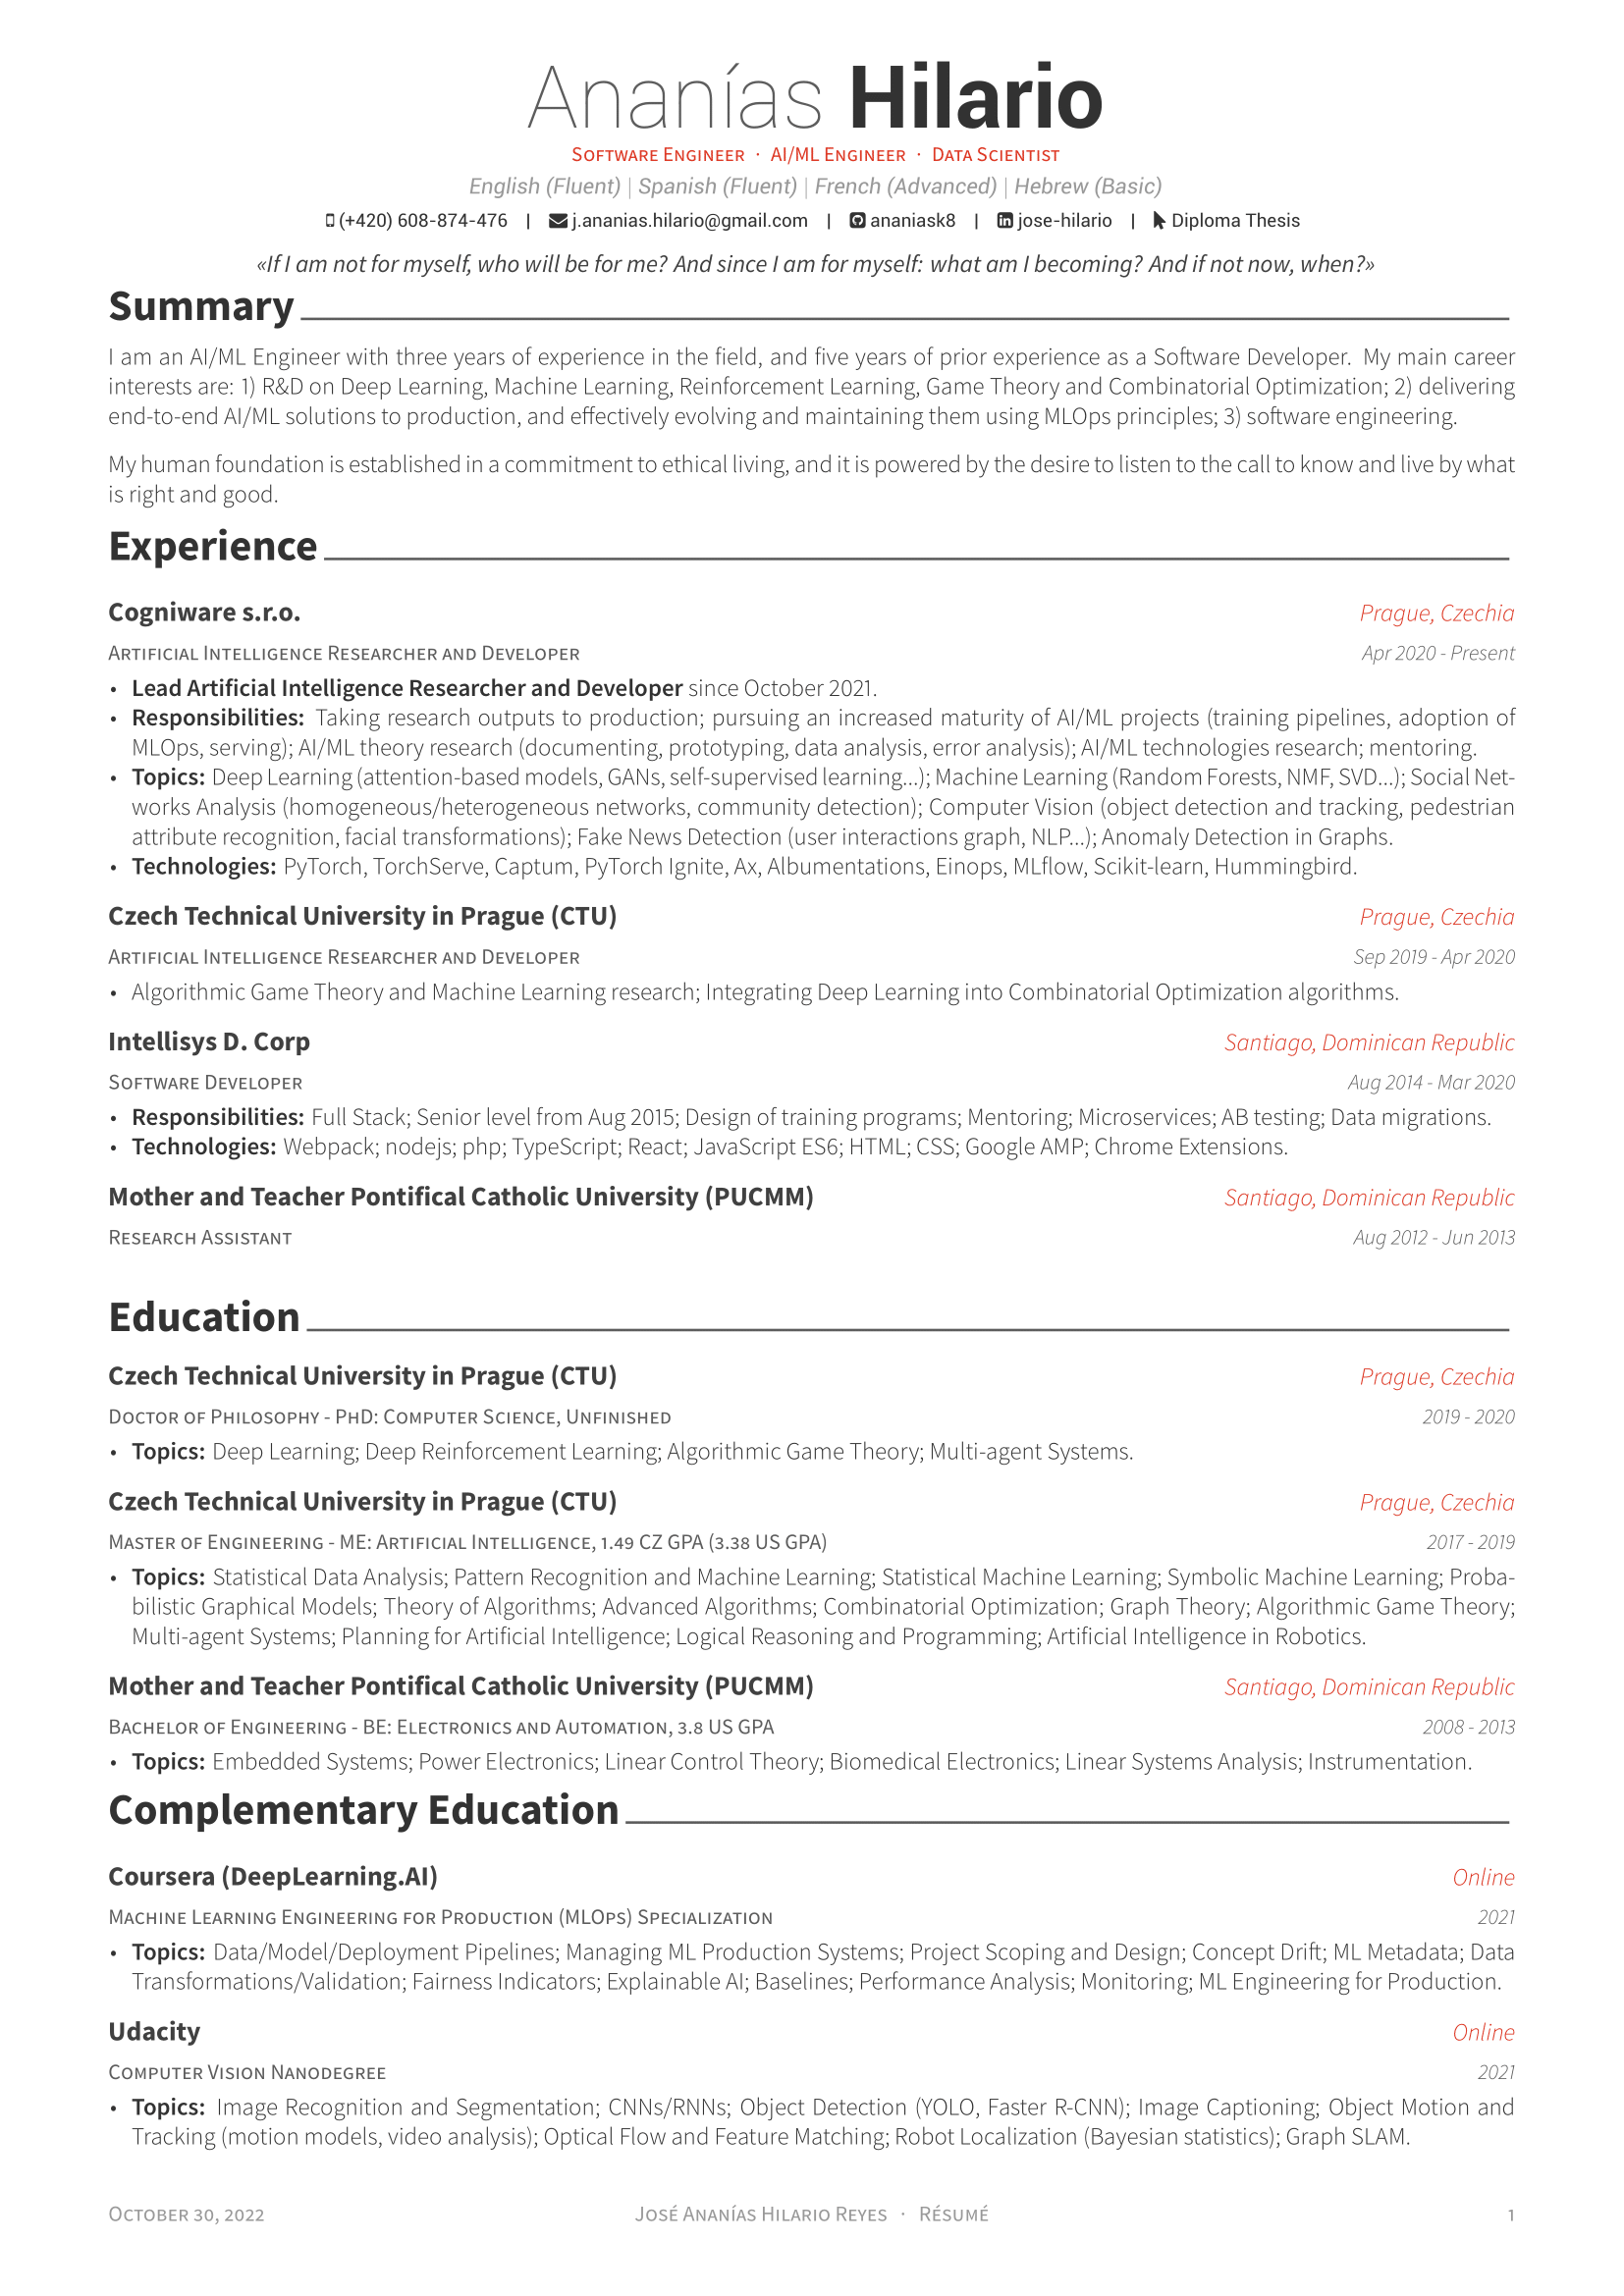 Ananías Hilario
Software Engineer · AI/ML Engineer · Data Scientist
English (Fluent) | Spanish (Fluent) | French (Advanced) | Hebrew (Basic)
(+420) 608-874-476 | j.ananias.hilario@gmail.com | ananiask8 | jose-hilario | Diploma Thesis
«If I am not for myself, who will be for me? And since I am for myself: what am I becoming? And if not now, when?»
Summary
I am an AI/ML Engineer with three years of experience in the field, and five years of prior experience as a Software Developer. My main career
interests are: 1) R&D on Deep Learning, Machine Learning, Reinforcement Learning, Game Theory and Combinatorial Optimization; 2) delivering
end-to-end AI/ML solutions to production, and effectively evolving and maintaining them using MLOps principles; 3) software engineering.
My human foundation is established in a commitment to ethical living, and it is powered by the desire to listen to the call to know and live by what
is right and good.
Experience
Cogniware s.r.o. Prague, Czechia
Artificial Intelligence Researcher and Developer Apr 2020 - Present
• Lead Artificial Intelligence Researcher and Developer since October 2021.
• Responsibilities: Taking research outputs to production; pursuing an increased maturity of AI/ML projects (training pipelines, adoption of
MLOps, serving); AI/ML theory research (documenting, prototyping, data analysis, error analysis); AI/ML technologies research; mentoring.
• Topics: Deep Learning (attention-based models, GANs, self-supervised learning...); Machine Learning (Random Forests, NMF, SVD...); Social Net-
works Analysis (homogeneous/heterogeneous networks, community detection); Computer Vision (object detection and tracking, pedestrian
attribute recognition, facial transformations); Fake News Detection (user interactions graph, NLP...); Anomaly Detection in Graphs.
• Technologies: PyTorch, TorchServe, Captum, PyTorch Ignite, Ax, Albumentations, Einops, MLflow, Scikit-learn, Hummingbird.
Czech Technical University in Prague (CTU) Prague, Czechia
Artificial Intelligence Researcher and Developer Sep 2019 - Apr 2020
• Algorithmic Game Theory and Machine Learning research; Integrating Deep Learning into Combinatorial Optimization algorithms.
Intellisys D. Corp Santiago, Dominican Republic
Software Developer Aug 2014 - Mar 2020
• Responsibilities: Full Stack; Senior level from Aug 2015; Design of training programs; Mentoring; Microservices; AB testing; Data migrations.
• Technologies: Webpack; nodejs; php; TypeScript; React; JavaScript ES6; HTML; CSS; Google AMP; Chrome Extensions.
Mother and Teacher Pontifical Catholic University (PUCMM) Santiago, Dominican Republic
Research Assistant Aug 2012 - Jun 2013
Education
Czech Technical University in Prague (CTU) Prague, Czechia
Doctor of Philosophy - PhD: Computer Science, Unfinished 2019 - 2020
• Topics: Deep Learning; Deep Reinforcement Learning; Algorithmic Game Theory; Multi-agent Systems.
Czech Technical University in Prague (CTU) Prague, Czechia
Master of Engineering - ME: Artificial Intelligence, 1.49 CZ GPA (3.38 US GPA) 2017 - 2019
• Topics: Statistical Data Analysis; Pattern Recognition and Machine Learning; Statistical Machine Learning; Symbolic Machine Learning; Proba-
bilistic Graphical Models; Theory of Algorithms; Advanced Algorithms; Combinatorial Optimization; Graph Theory; Algorithmic Game Theory;
Multi-agent Systems; Planning for Artificial Intelligence; Logical Reasoning and Programming; Artificial Intelligence in Robotics.
Mother and Teacher Pontifical Catholic University (PUCMM) Santiago, Dominican Republic
Bachelor of Engineering - BE: Electronics and Automation, 3.8 US GPA 2008 - 2013
• Topics: Embedded Systems; Power Electronics; Linear Control Theory; Biomedical Electronics; Linear Systems Analysis; Instrumentation.
Complementary Education
Coursera (DeepLearning.AI) Online
Machine Learning Engineering for Production (MLOps) Specialization 2021
• Topics: Data/Model/Deployment Pipelines; Managing ML Production Systems; Project Scoping and Design; Concept Drift; ML Metadata; Data
Transformations/Validation; Fairness Indicators; Explainable AI; Baselines; Performance Analysis; Monitoring; ML Engineering for Production.
Udacity Online
Computer Vision Nanodegree 2021
• Topics: Image Recognition and Segmentation; CNNs/RNNs; Object Detection (YOLO, Faster R-CNN); Image Captioning; Object Motion and
Tracking (motion models, video analysis); Optical Flow and Feature Matching; Robot Localization (Bayesian statistics); Graph SLAM.
October 30, 2022 José Ananías Hilario Reyes · Résumé 1